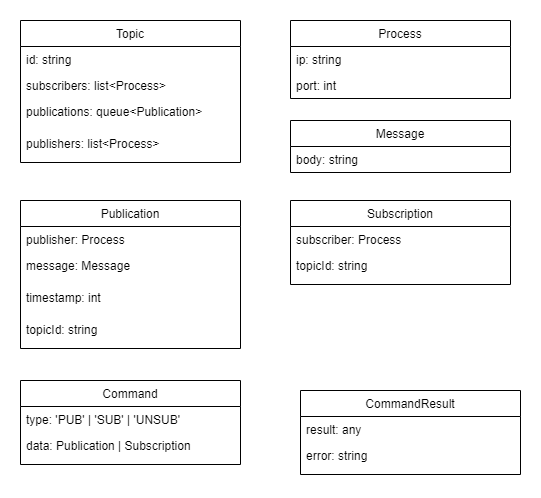 Topic
id: string
subscribers: list<Process>
publications: queue<Publication>
publishers: list<Process>
Process
ip: string
port: int
Message
body: string
Publication
publisher: Process
message: Message
timestamp: int
topicId: string
Subscription
subscriber: Process
topicId: string
Command
type: 'PUB' | 'SUB' | 'UNSUB'
data: Publication | Subscription
CommandResult
result: any
error: string